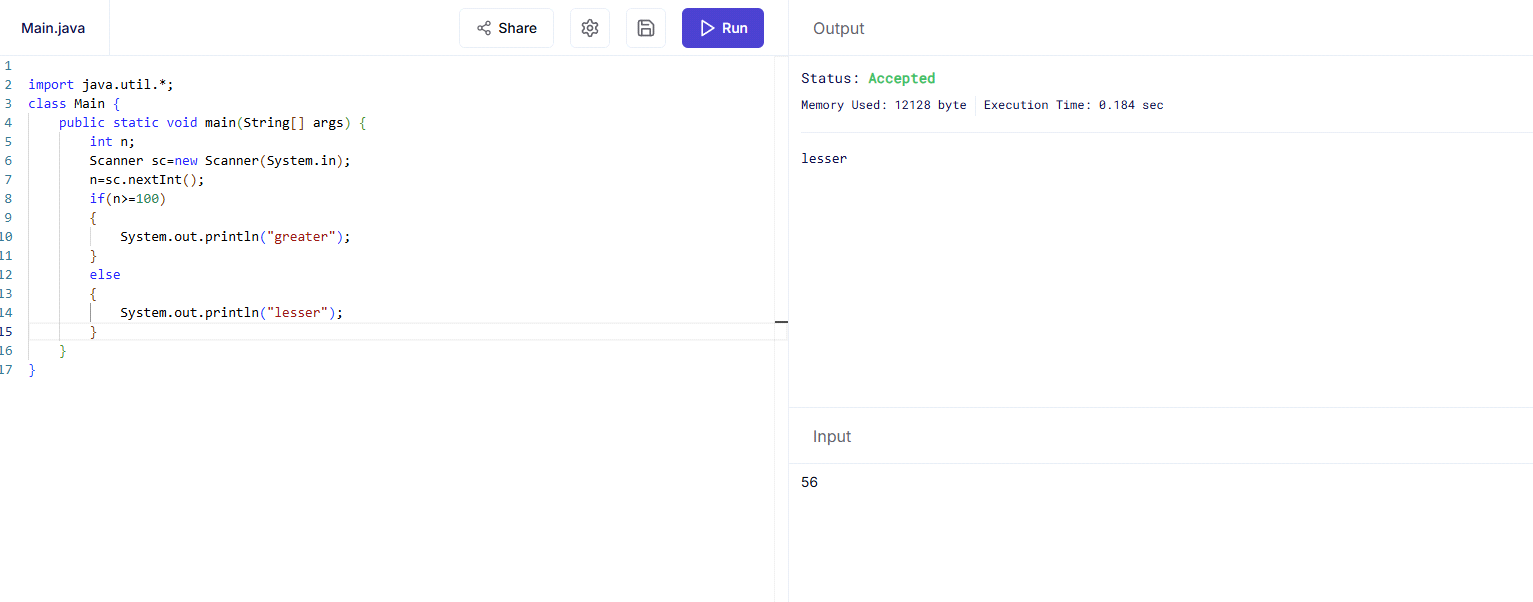 Main.java Share Run
1
2 import java.util.*;
3 class Main {
4     public static void main(String[] args) {
5         int n;
6         Scanner sc=new Scanner(System.in);
7         n=sc.nextInt();
8         if(n>=100)
9         {
10             System.out.println("greater");
11         }
12         else
13         {
14             System.out.println("lesser");
15         }
16     }
17 }
Output
Status: Accepted
Memory Used: 12128 byte Execution Time: 0.184 sec
lesser
Input
56